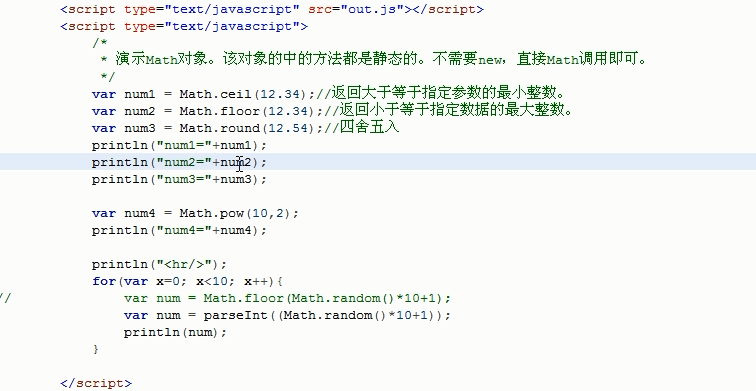 <script type="text/javascript" src="out.js"></script>
<script type="text/javascript">
/*
* 演示Math对象。该对象的中的方法都是静态的。不需要new，直接Math调用即可。
*/
var num1 = Math.ceil(12.34);//返回大于等于指定参数的最小整数。
var num2 = Math.floor(12.34);//返回小于等于指定数据的最大整数。
var num3 = Math.round(12.54);//四舍五入
println("num1="+num1);
println("num2="+num2);
println("num3="+num3);
var num4 = Math.pow(10,2);
println("num4="+num4);
println("<hr/>");
for(var x=0; x<10; x++){
// var num = Math.floor(Math.random()*10+1);
var num = parseInt((Math.random()*10+1));
println(num);
}
</script>